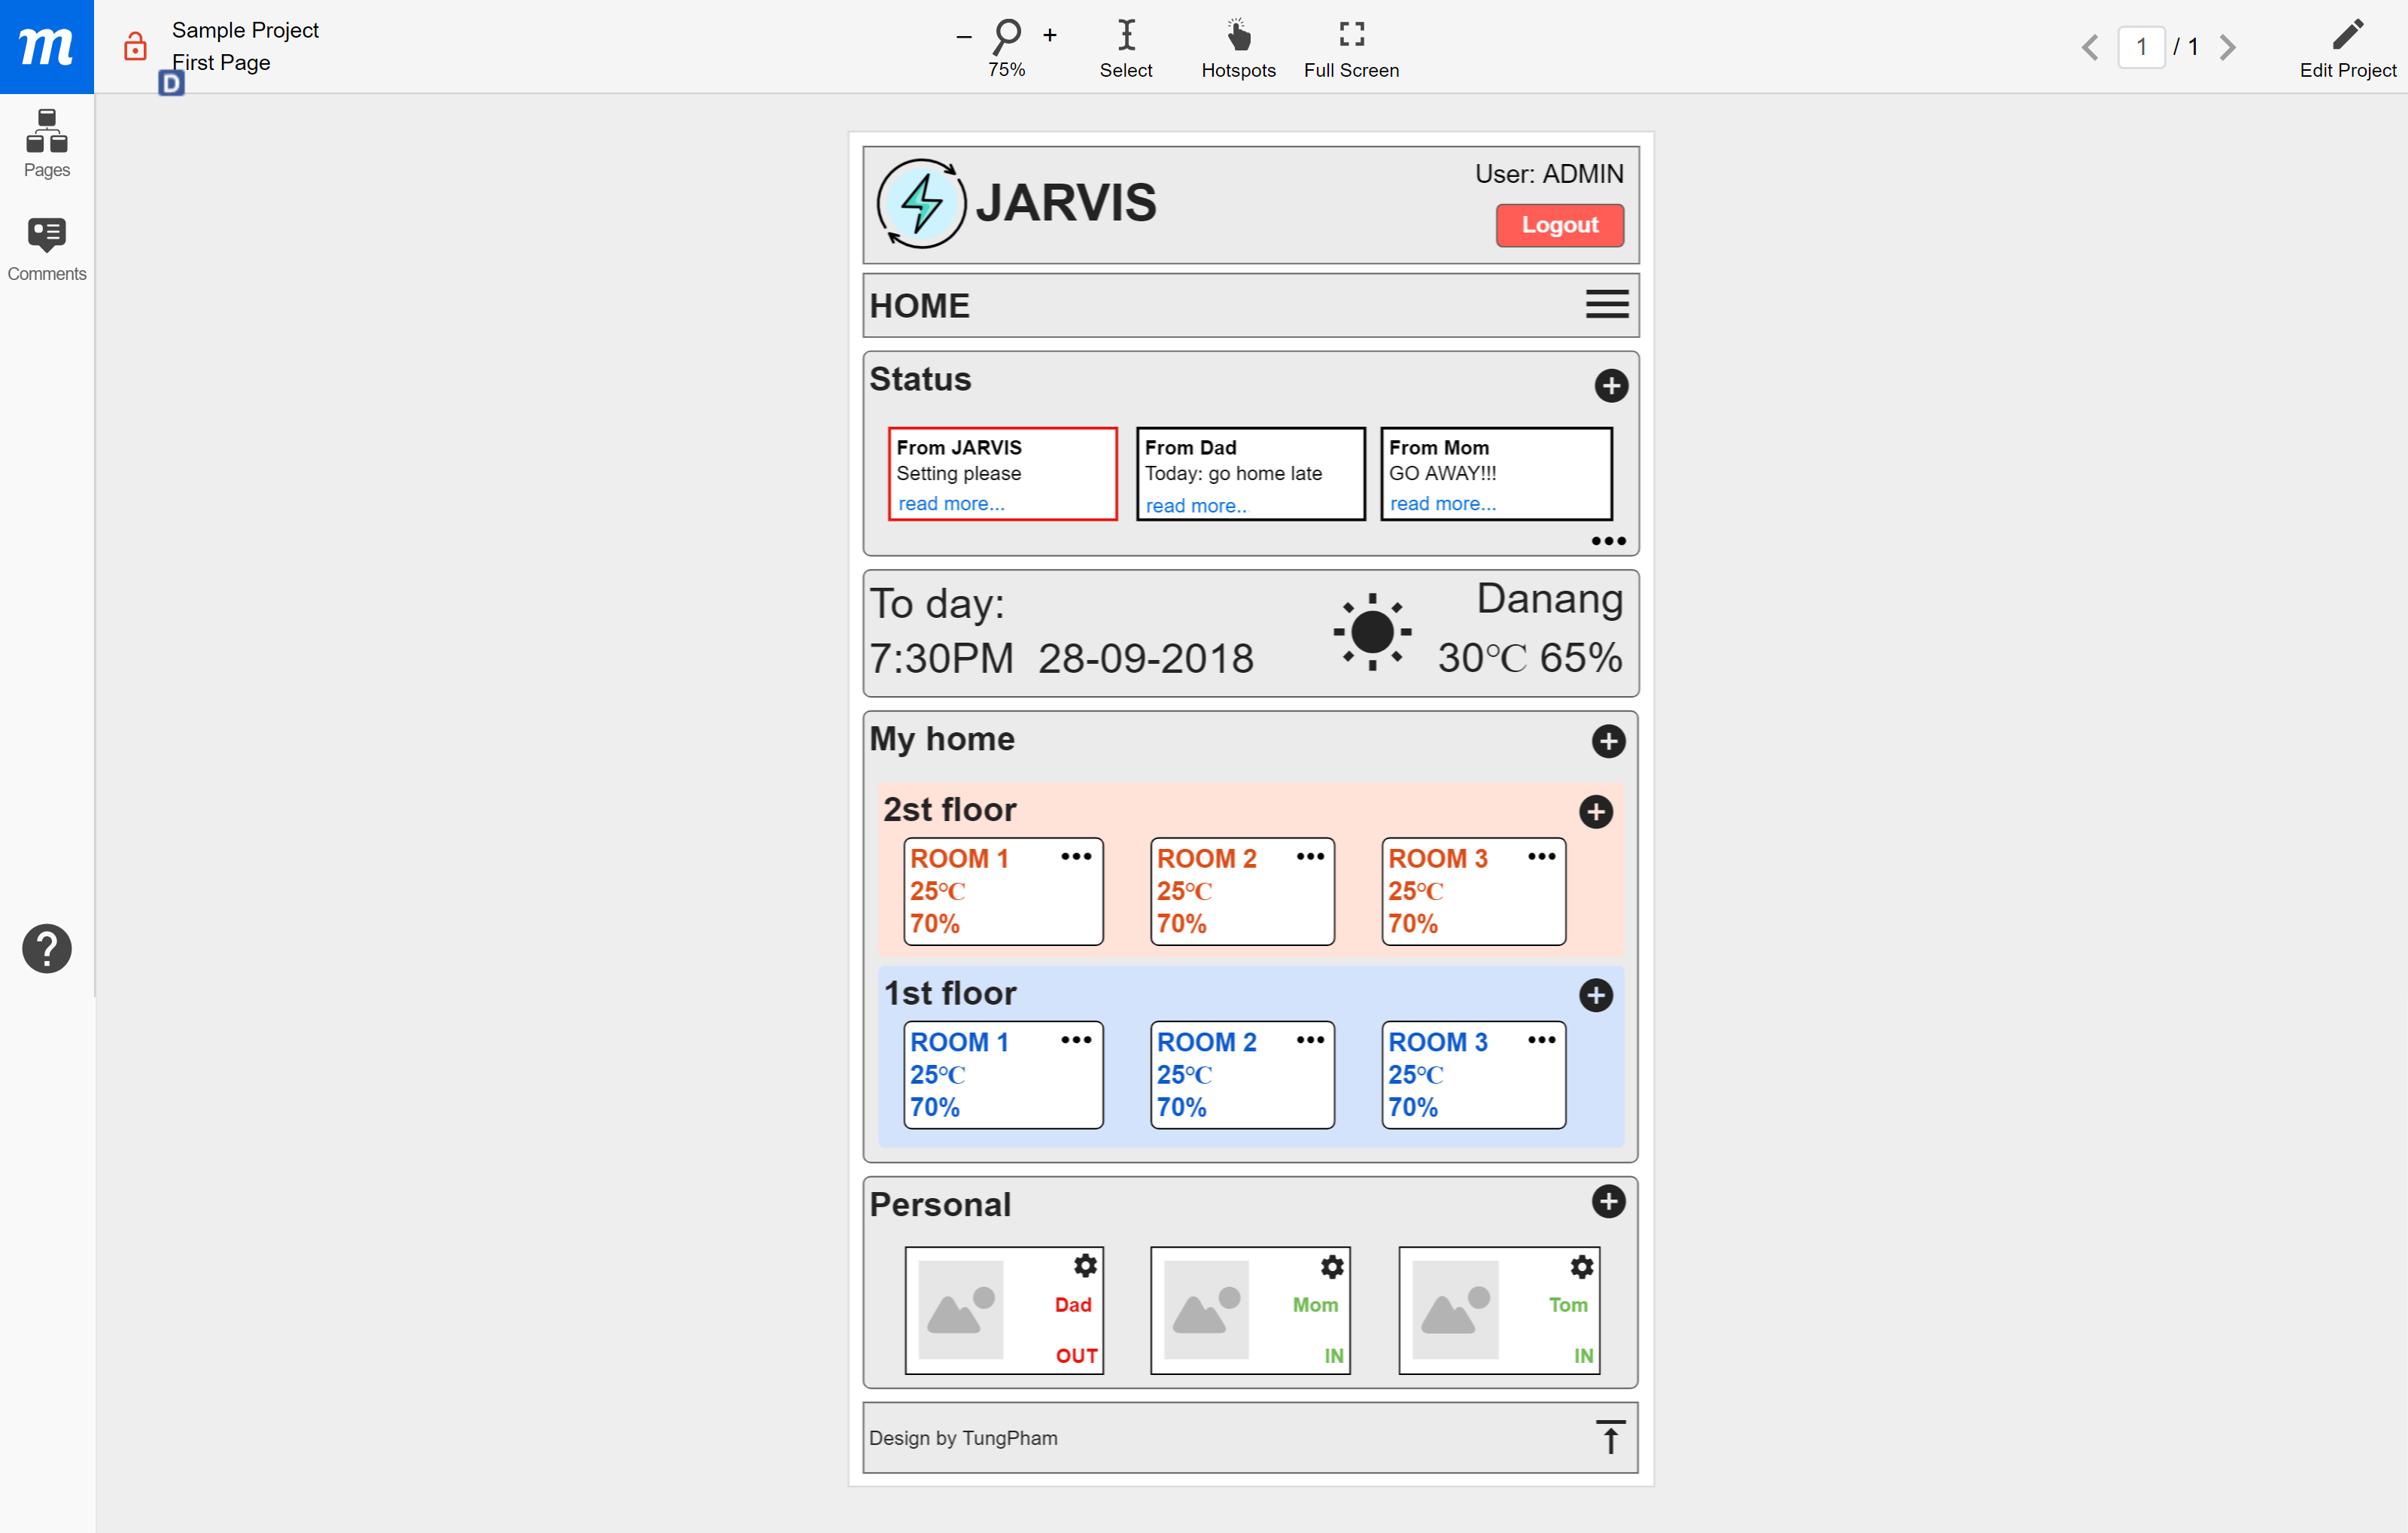 m
Sample Project
First Page
D
75%
Select
Hotspots
Full Screen
1 / 1
Edit Project
Pages
Comments
JARVIS
User: ADMIN
Logout
HOME
Status
From JARVIS
Setting please
read more...
From Dad
Today: go home late
read more..
From Mom
GO AWAY!!!
read more...
To day:
7:30PM 28-09-2018
Danang
30℃ 65%
My home
2st floor
ROOM 1
25℃
70%
ROOM 2
25℃
70%
ROOM 3
25℃
70%
1st floor
ROOM 1
25℃
70%
ROOM 2
25℃
70%
ROOM 3
25℃
70%
Personal
Dad
OUT
Mom
IN
Tom
IN
Design by TungPham